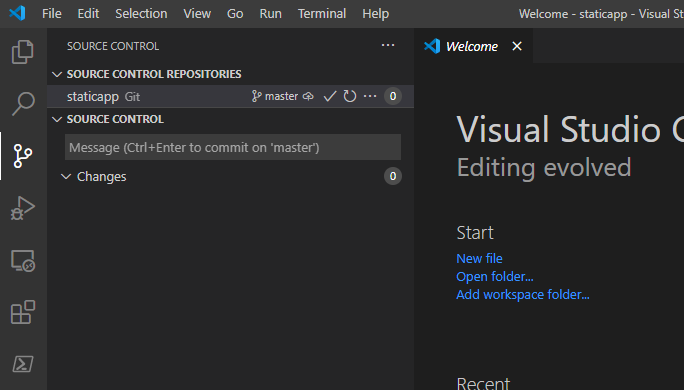 File Edit Selection View Go Run Terminal Help Welcome - staticapp - Visual
SOURCE CONTROL ...
Welcome
SOURCE CONTROL REPOSITORIES
staticapp Git master ... 0
SOURCE CONTROL
Message (Ctrl+Enter to commit on 'master')
Changes 0
Visual Studio
Editing evolved
Start
New file
Open folder...
Add workspace folder...
Recent